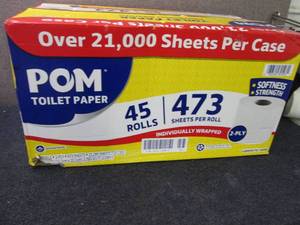 Over 21,000 Sheets Per Case
POM
TOILET PAPER
45
ROLLS
473
SHEETS PER ROLL
SOFTNESS
STRENGTH
INDIVIDUALLY WRAPPED
2-PLY